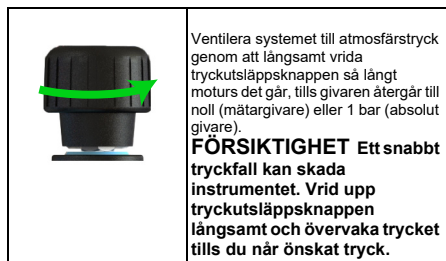 Ventilera systemet till atmosfärstryck
genom att långsamt vrida
tryckutsläppsknappen så långt
moturs det går, tills givaren återgår till
noll (mätargivare) eller 1 bar (absolut
givare).
FÖRSIKTIGHET Ett snabbt
tryckfall kan skada
instrumentet. Vrid upp
tryckutsläppsknappen
långsamt och övervaka trycket
tills du når önskat tryck.